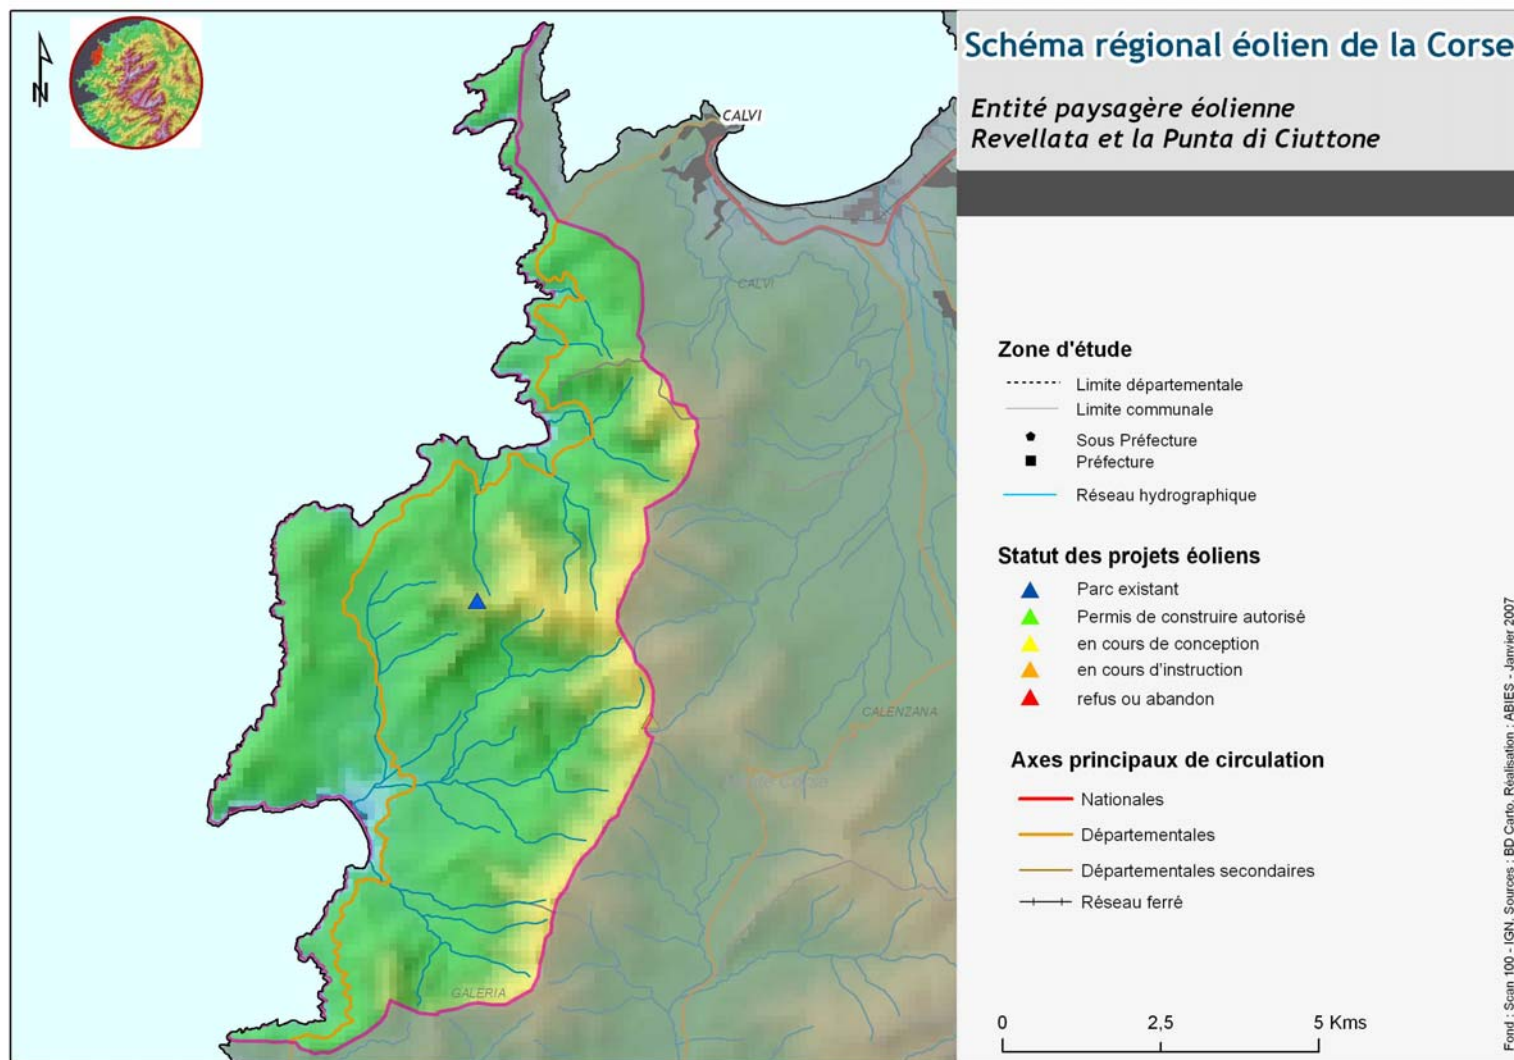 N
Schéma régional éolien de la Corse
Entité paysagère éolienne
Revellata et la Punta di Ciuttone
CALVI
CALVI
CALENZANA
GALERIA
Zone d'étude
Limite départementale
Limite communale
Sous Préfecture
Préfecture
Réseau hydrographique
Statut des projets éoliens
Parc existant
Permis de construire autorisé
en cours de conception
en cours d'instruction
refus ou abandon
Axes principaux de circulation
Nationales
Départementales
Départementales secondaires
Réseau ferré
0 2,5 5 Kms
Fond : Scan 100 - IGN, Sources : BD Carto, Réalisation : ABIES - Janvier 2007